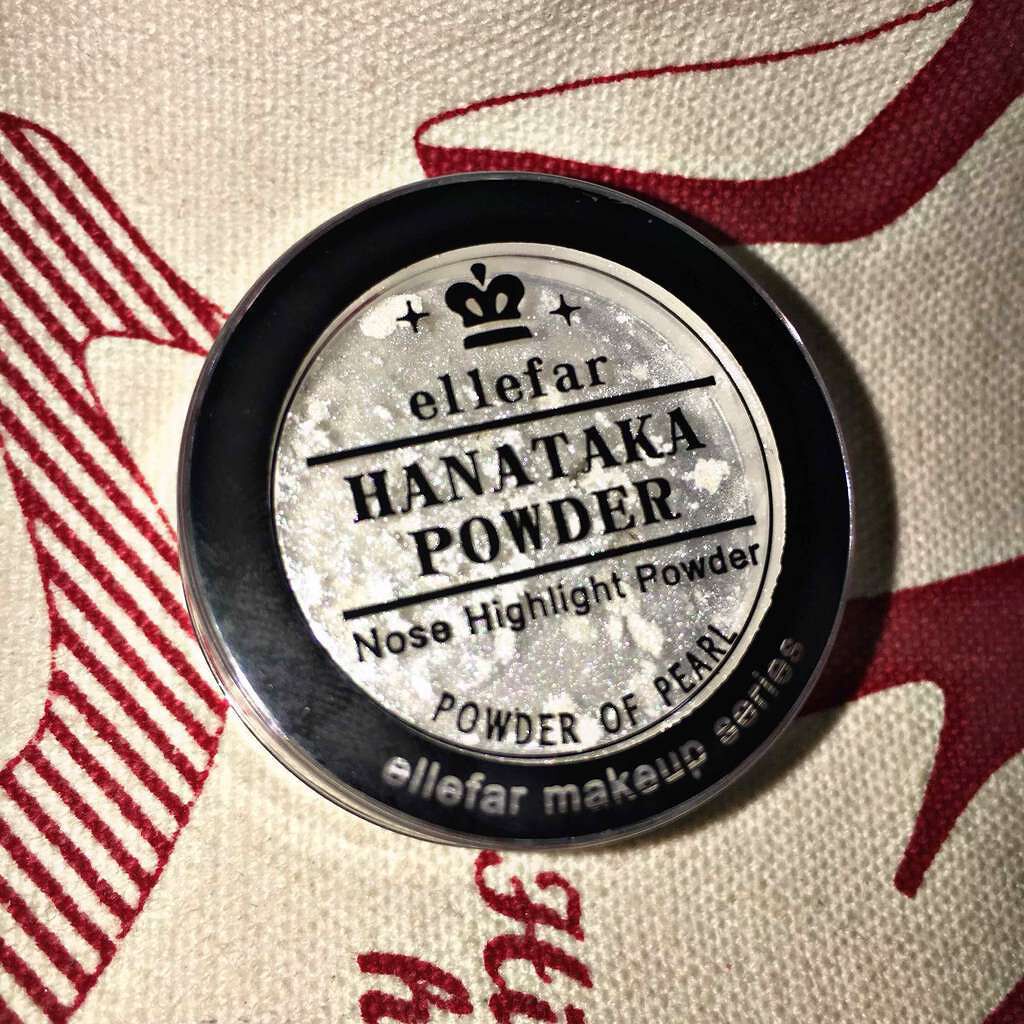 ellefar
HANATAKA
POWDER
Nose Highlight Powder
POWDER OF PEARL
ellefar makeup series